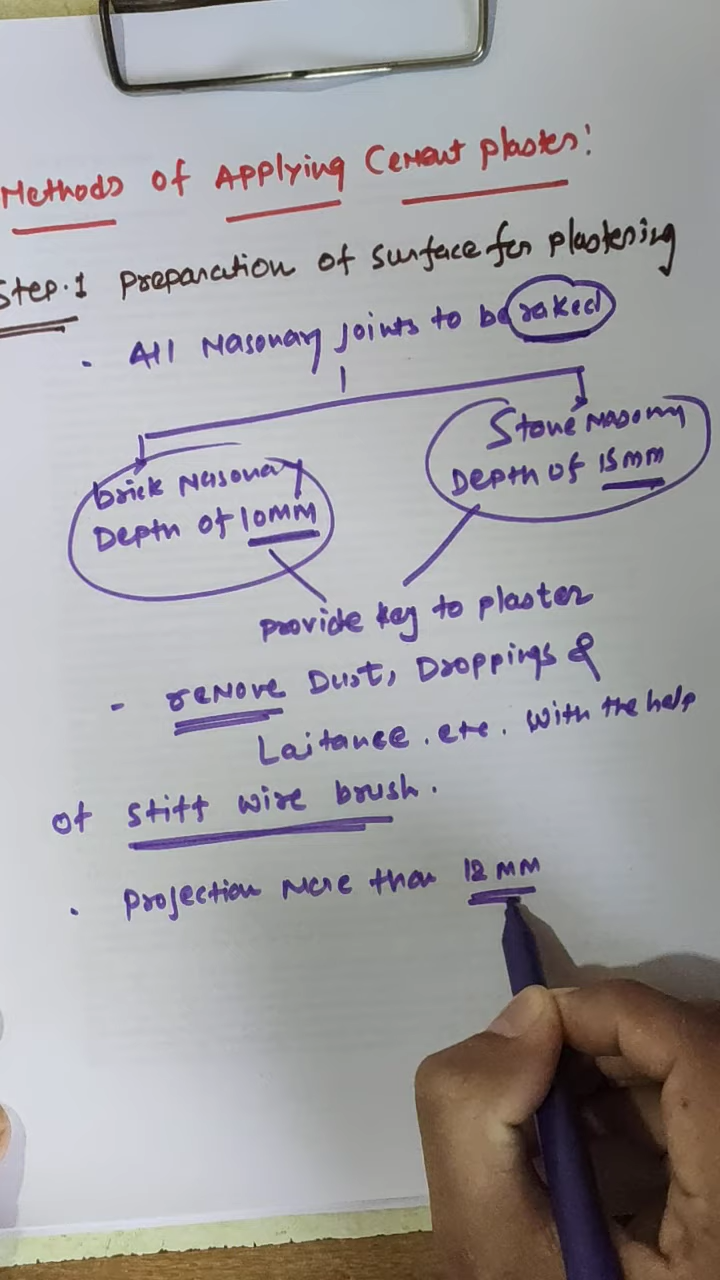 Methods of Applying Cement plaster:
Step.1 Preparation of surface for plastering
. All Masonary joints to be raked
Stone Masonry
Depth of 15mm
brick Masonary
Depth of 10MM
provide key to plaster
- remove Dust, Droppings &
Laitance . etc. with the help
of stiff wire brush.
. Projection More than 12 MM